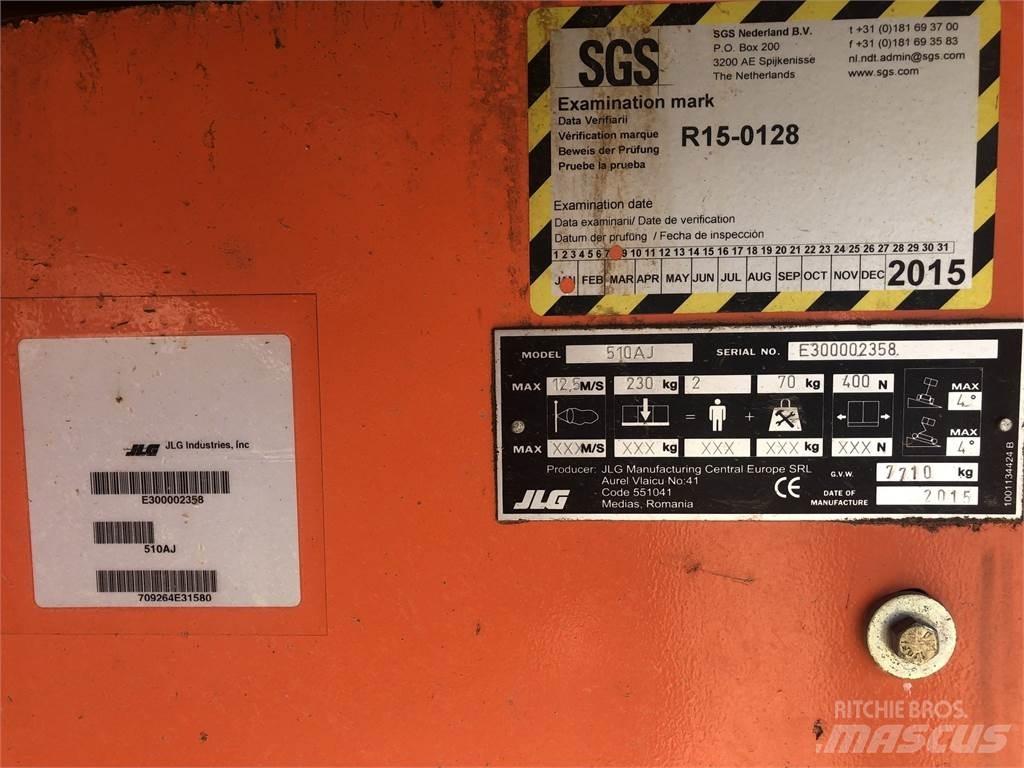 SGS
SGS Nederland B.V.
P.O. Box 200
3200 AE Spijkenisse
The Netherlands
t +31 (0)181 69 37 00
f +31 (0)181 69 35 83
nl.ndt.admin@sgs.com
www.sgs.com
Examination mark
Data Verifiarii
Vérification marque
Beweis der Prüfung
Pruebe la prueba
R15-0128
Examination date
Data examinarii/ Date de verification
Datum der prufung / Fecha de inspección
1 2 3 4 5 6 7 9 10 11 12 13 14 15 16 17 18 19 20 21 22 23 24 25 26 27 28 29 30 31
JAN FEB MAR APR MAY JUN JUL AUG SEP OCT NOV DEC 2015
MODEL 510AJ SERIAL NO. E300002358
MAX 12,5 M/S 230 kg 2 70 kg 400 N MAX 4°
= + 
MAX XXX M/S XXX kg XXX XXX kg XXX N MAX 4°
Producer: JLG Manufacturing Central Europe SRL
Aurel Vlaicu No:41
Code 551041
Medias, Romania
JLG
CE
G.V.W. 7710 kg
DATE OF MANUFACTURE 2015
1001134424 B
JLG JLG Industries, Inc
E300002358
510AJ
709264E31580
RITCHIE BROS.
MASCUS